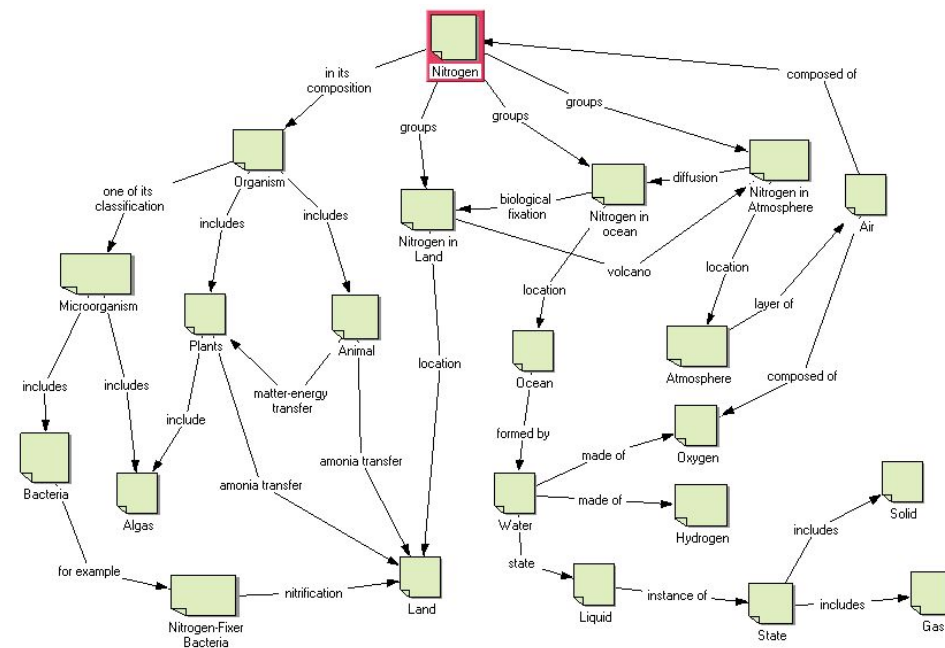 Nitrogen
in its
composition
composed of
groups
groups
groups
Organism
one of its
classification
includes
includes
biological
fixation
diffusion
Nitrogen in
Land
Nitrogen in
ocean
Nitrogen in
Atmosphere
Air
volcano
location
location
layer of
Microorganism
Plants
Animal
location
Ocean
Atmosphere
composed of
includes
includes
include
matter-energy
transfer
formed by
made of
Oxygen
amonia transfer
amonia transfer
Bacteria
Algas
Water
made of
Hydrogen
includes
Solid
state
for example
Nitrogen-Fixer
Bacteria
nitrification
Land
Liquid
instance of
State
includes
Gas